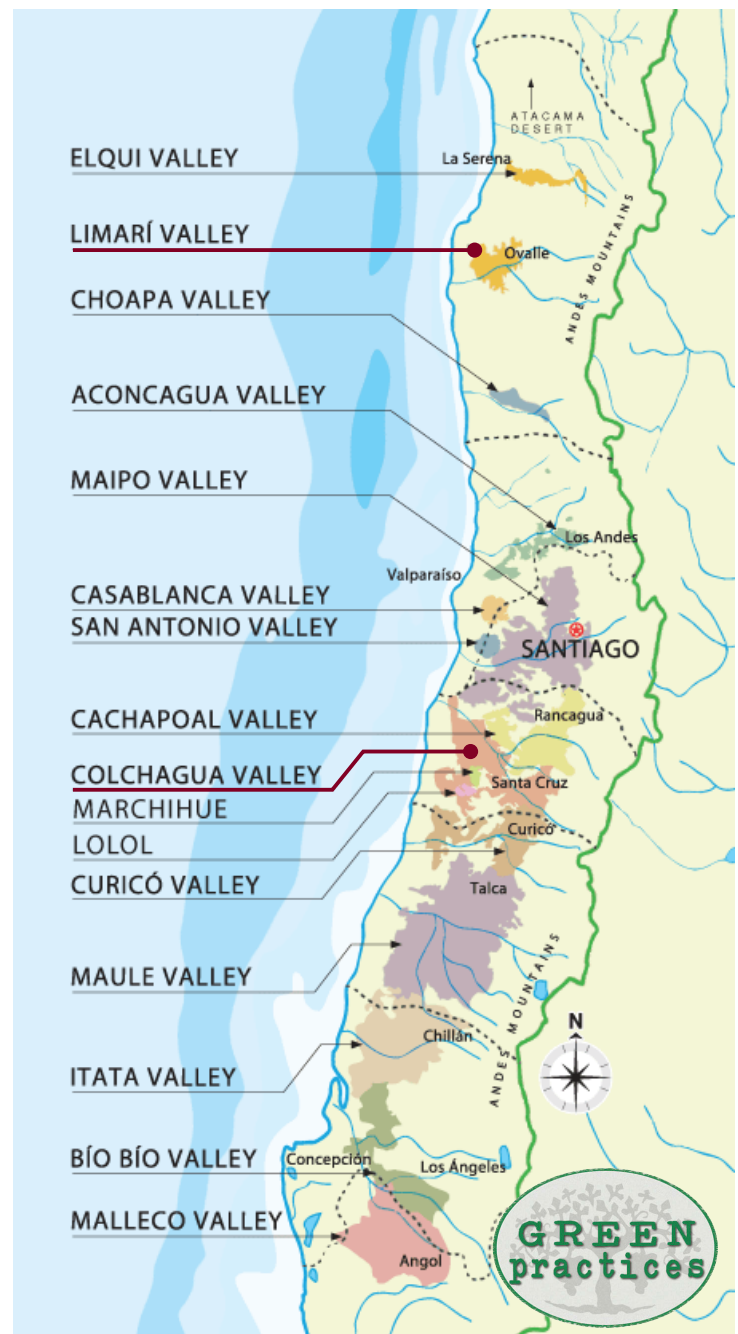 ATACAMA
DESERT
ELQUI VALLEY
La Serena
LIMARÍ VALLEY
Ovalle
ANDES MOUNTAINS
CHOAPA VALLEY
ACONCAGUA VALLEY
MAIPO VALLEY
Los Andes
Valparaíso
CASABLANCA VALLEY
SAN ANTONIO VALLEY
SANTIAGO
CACHAPOAL VALLEY
Rancagua
COLCHAGUA VALLEY
Santa Cruz
MARCHIHUE
LOLOL
Curicó
CURICÓ VALLEY
Talca
MAULE VALLEY
ANDES MOUNTAINS
N
Chillán
ITATA VALLEY
BÍO BÍO VALLEY
Concepción
Los Ángeles
MALLECO VALLEY
Angol
GREEN
practices